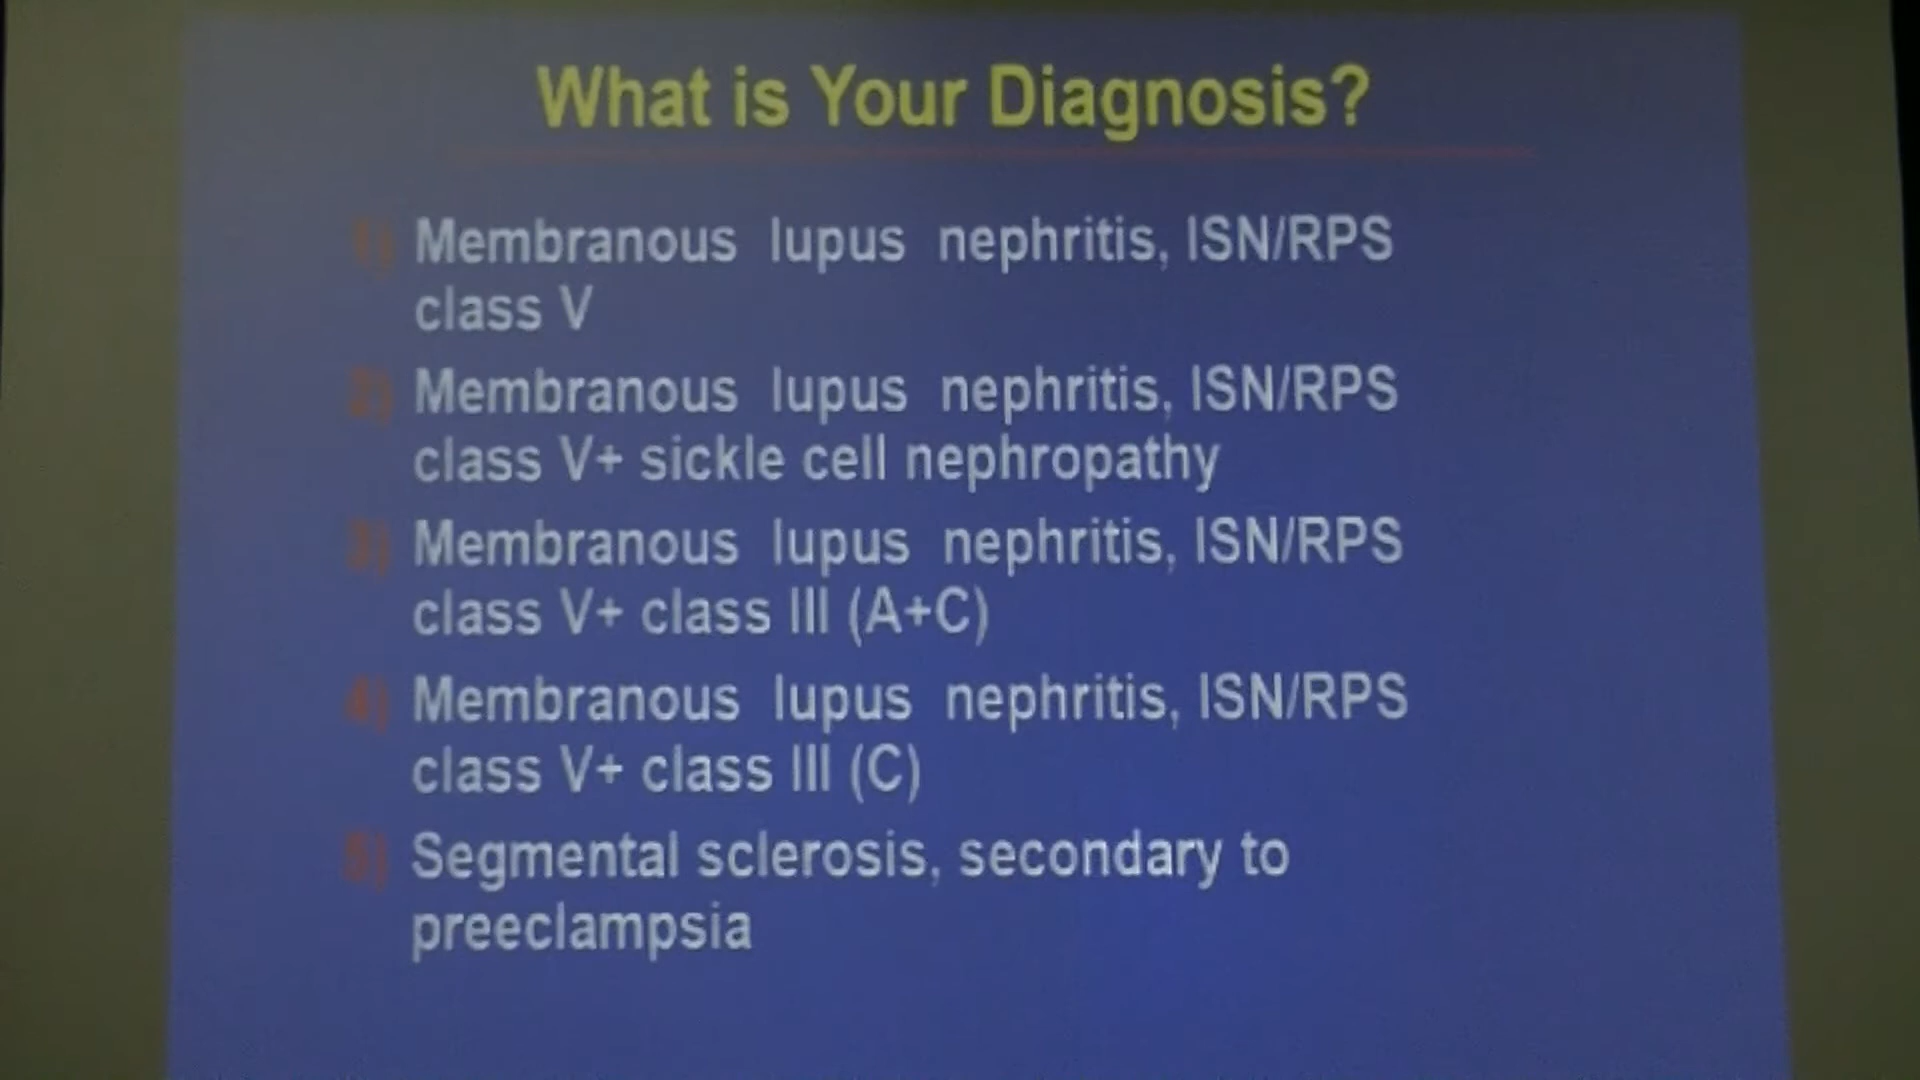 What is Your Diagnosis?
1) Membranous lupus nephritis, ISN/RPS
class V
2) Membranous lupus nephritis, ISN/RPS
class V+ sickle cell nephropathy
3) Membranous lupus nephritis, ISN/RPS
class V+ class III (A+C)
4) Membranous lupus nephritis, ISN/RPS
class V+ class III (C)
5) Segmental sclerosis, secondary to
preeclampsia